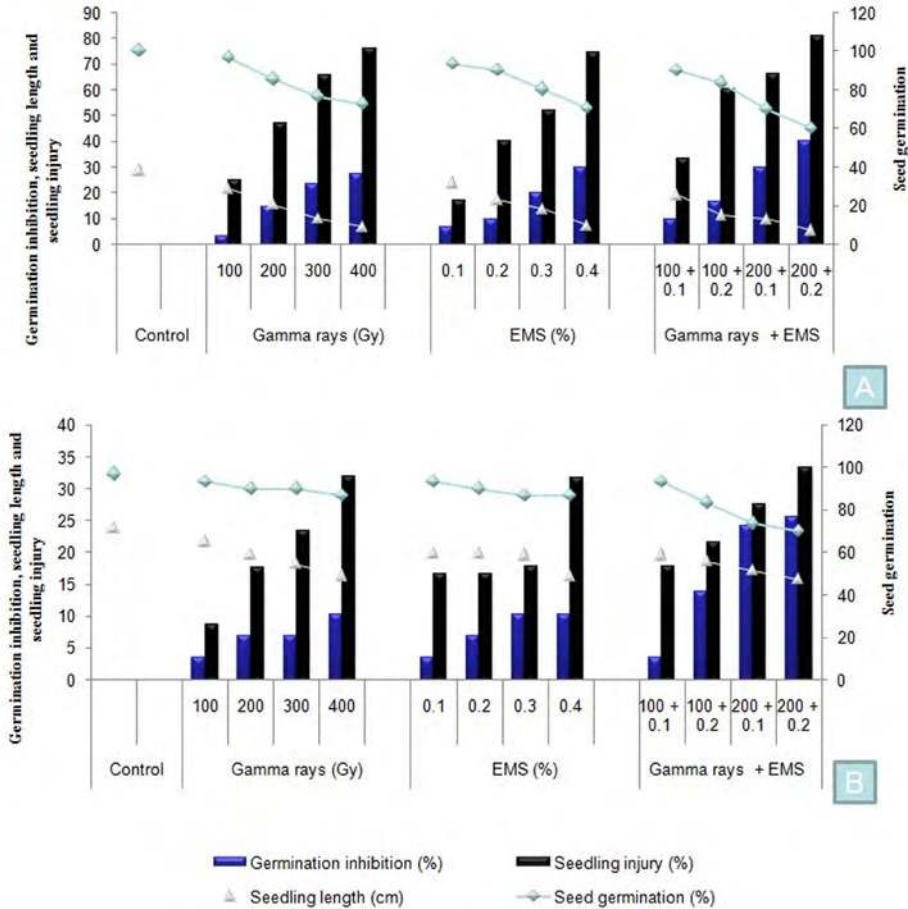 Germination inhibition, seedling length and
seedling injury
90
80
70
60
50
40
30
20
10
0
120
100
80
60
40
20
0
Seed germination
100 200 300 400 0.1 0.2 0.3 0.4 100 + 0.1 100 + 0.2 200 + 0.1 200 + 0.2
Control Gamma rays (Gy) EMS (%) Gamma rays + EMS
A
Germination inhibition, seedling length and
seedling injury
40
35
30
25
20
15
10
5
0
120
100
80
60
40
20
0
Seed germination
100 200 300 400 0.1 0.2 0.3 0.4 100 + 0.1 100 + 0.2 200 + 0.1 200 + 0.2
Control Gamma rays (Gy) EMS (%) Gamma rays + EMS
B
Germination inhibition (%) Seedling injury (%)
Seedling length (cm) Seed germination (%)